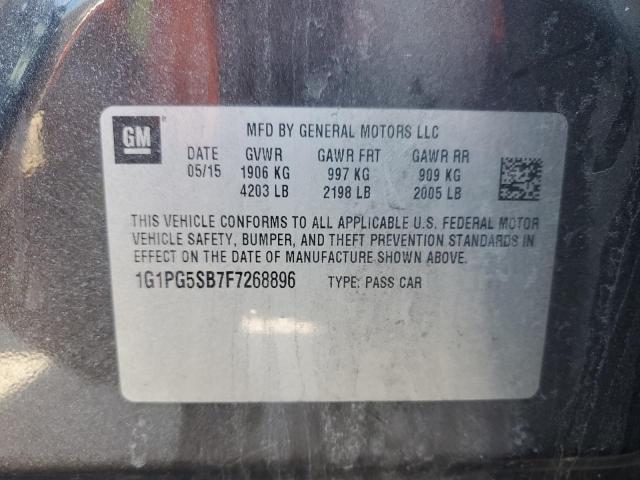 GM MFD BY GENERAL MOTORS LLC
DATE GVWR GAWR FRT GAWR RR
05/15 1906 KG 997 KG 909 KG
4203 LB 2198 LB 2005 LB
THIS VEHICLE CONFORMS TO ALL APPLICABLE U.S. FEDERAL MOTOR
VEHICLE SAFETY, BUMPER, AND THEFT PREVENTION STANDARDS IN
EFFECT ON THE DATE OF MANUFACTURE SHOWN ABOVE.
1G1PG5SB7F7268896 TYPE: PASS CAR